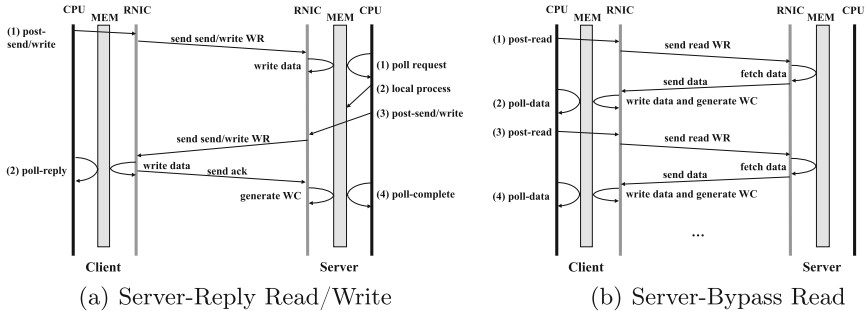 CPU MEM RNIC RNIC MEM CPU
(1) post-
send/write
send send/write WR
write data
(1) poll request
(2) local process
(3) post-send/write
send send/write WR
(2) poll-reply
write data
send ack
generate WC
(4) poll-complete
Client Server
(a) Server-Reply Read/Write
CPU MEM RNIC RNIC MEM CPU
(1) post-read
send read WR
fetch data
send data
(2) poll-data
write data and generate WC
(3) post-read
send read WR
fetch data
send data
(4) poll-data
write data and generate WC
...
Client Server
(b) Server-Bypass Read